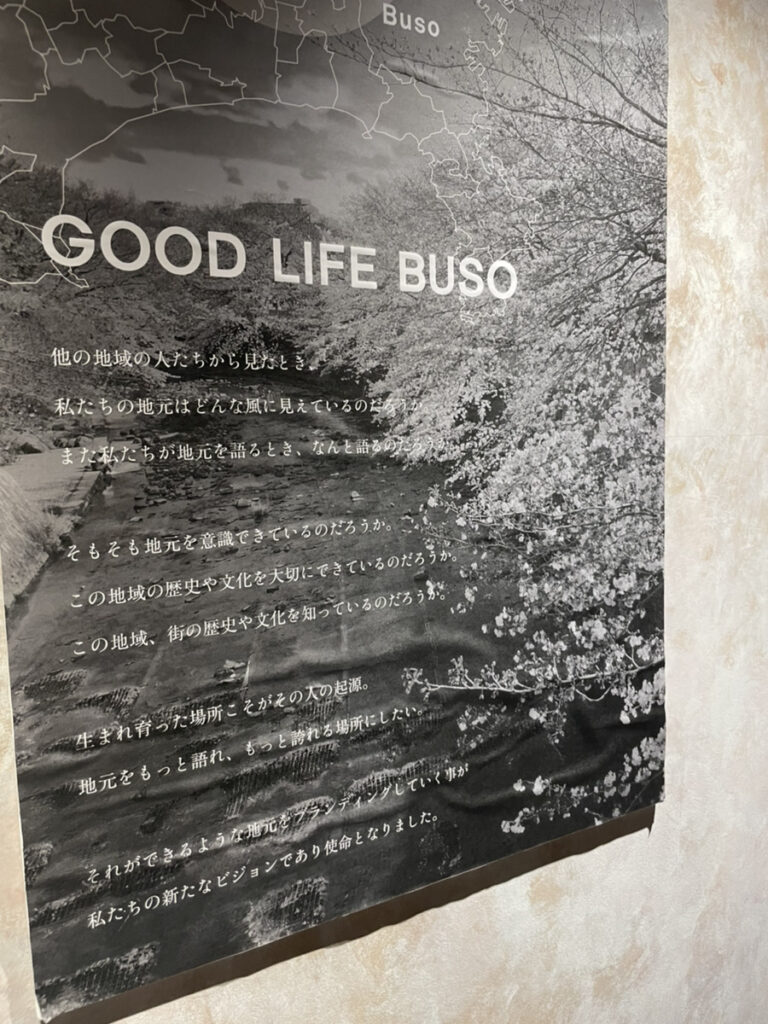 Buso
GOOD LIFE BUSO
他の地域の人たちから見たとき、
私たちの地元はどんな風に見えているのだろうか。
また私たちが地元を語るとき、なんと語るのだろうか。
そもそも地元を意識できているのだろうか。
この地域の歴史や文化を大切にできているのだろうか。
この地域、街の歴史や文化を知っているのだろうか。
生まれ育った場所こそがその人の起源。
地元をもっと語れ、もっと誇れる場所にしたい。
それができるような地元をブランディングしていく事が
私たちの新たなビジョンであり使命となりました。